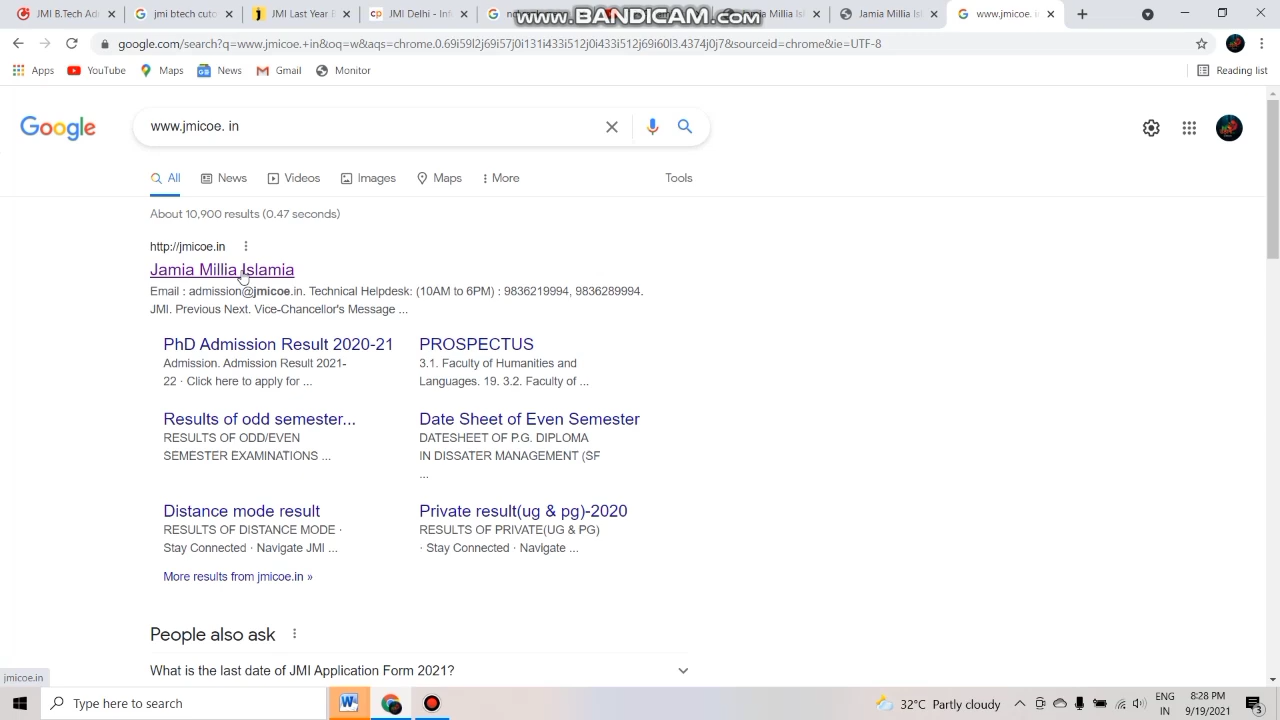 JMI B.Tech Ad
JMI Last
JMI Delhi - Inf
www.BANDICAM.com
Jamia Millia Isl
www.jmicoe. in
google.com/search?q=www.jmicoe.+in&oq=www.jmicoe.+in&aqs=chrome.0.69i59l2j69i57j0i433i512j0i433i512j69i60l3.4374j0j7&sourceid=chrome&ie=UTF-8
Apps YouTube Maps News Gmail Monitor Reading list
Google www.jmicoe. in
All News Videos Images Maps More Tools
About 10,900 results (0.47 seconds)
http://jmicoe.in
Jamia Millia Islamia
Email : admission@jmicoe.in. Technical Helpdesk: (10AM to 6PM) : 9836219994, 9836289994.
JMI. Previous Next. Vice-Chancellor's Message ...
PhD Admission Result 2020-21
Admission. Admission Result 2021-
22 · Click here to apply for ...
PROSPECTUS
3.1. Faculty of Humanities and
Languages. 19. 3.2. Faculty of ...
Results of odd semester...
RESULTS OF ODD/EVEN
SEMESTER EXAMINATIONS ...
Date Sheet of Even Semester
DATESHEET OF P.G. DIPLOMA
IN DISSATER MANAGEMENT (SF
...
Distance mode result
RESULTS OF DISTANCE MODE ·
Stay Connected · Navigate JMI ...
Private result(ug & pg)-2020
RESULTS OF PRIVATE(UG & PG)
· Stay Connected · Navigate ...
More results from jmicoe.in »
People also ask
What is the last date of JMI Application Form 2021?
jmicoe.in
Type here to search
32°C Partly cloudy
ENG
IN
8:28 PM
9/19/2021
3